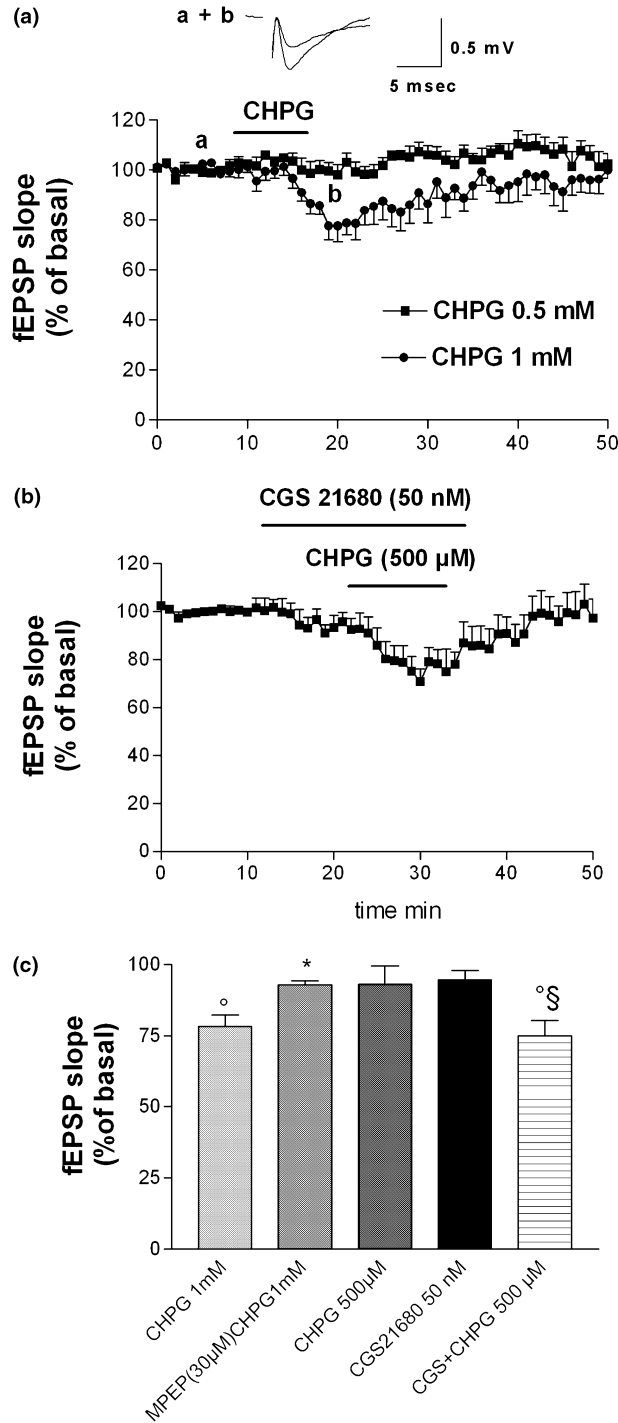 (a)
a + b
0.5 mV
5 msec
CHPG
120
100
80
60
40
20
0
a
b
fEPSP slope
(% of basal)
CHPG 0.5 mM
CHPG 1 mM
0 10 20 30 40 50
(b)
CGS 21680 (50 nM)
CHPG (500 µM)
120
100
80
60
40
20
0
fEPSP slope
(% of basal)
0 10 20 30 40 50
time min
(c)
100
75
50
25
0
fEPSP slope
(%of basal)
°
*
°§
CHPG 1mM
MPEP(30µM)CHPG1mM
CHPG 500µM
CGS21680 50 nM
CGS+CHPG 500 µM